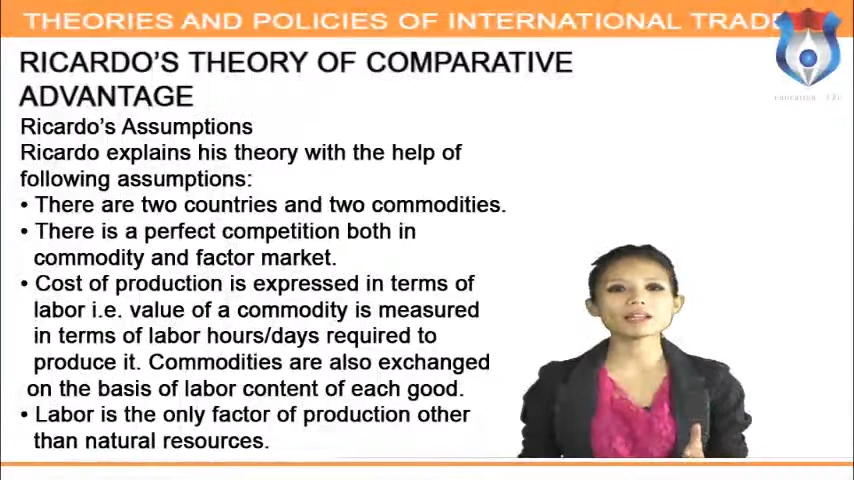 THEORIES AND POLICIES OF INTERNATIONAL TRADE
RICARDO'S THEORY OF COMPARATIVE
ADVANTAGE
Ricardo's Assumptions
Ricardo explains his theory with the help of
following assumptions:
• There are two countries and two commodities.
• There is a perfect competition both in
commodity and factor market.
• Cost of production is expressed in terms of
labor i.e. value of a commodity is measured
in terms of labor hours/days required to
produce it. Commodities are also exchanged
on the basis of labor content of each good.
• Labor is the only factor of production other
than natural resources.